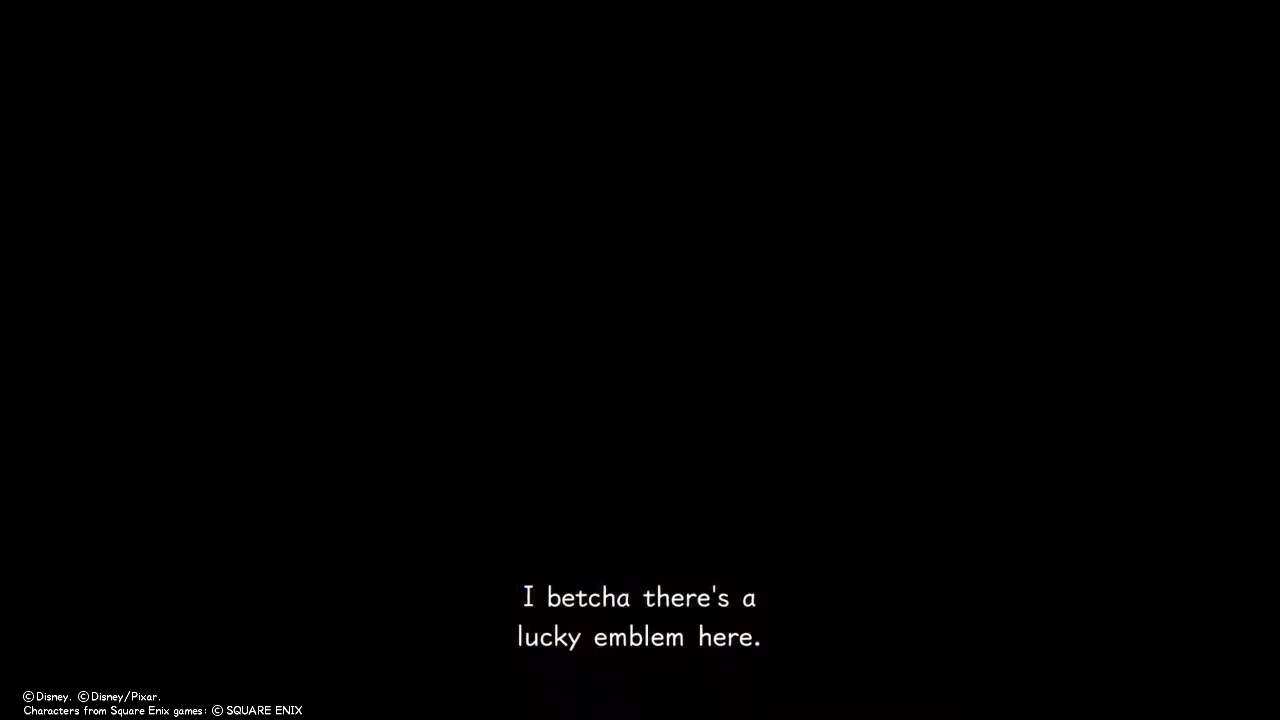 I betcha there's a
lucky emblem here.
©Disney. ©Disney/Pixar.
Characters from Square Enix games: © SQUARE ENIX